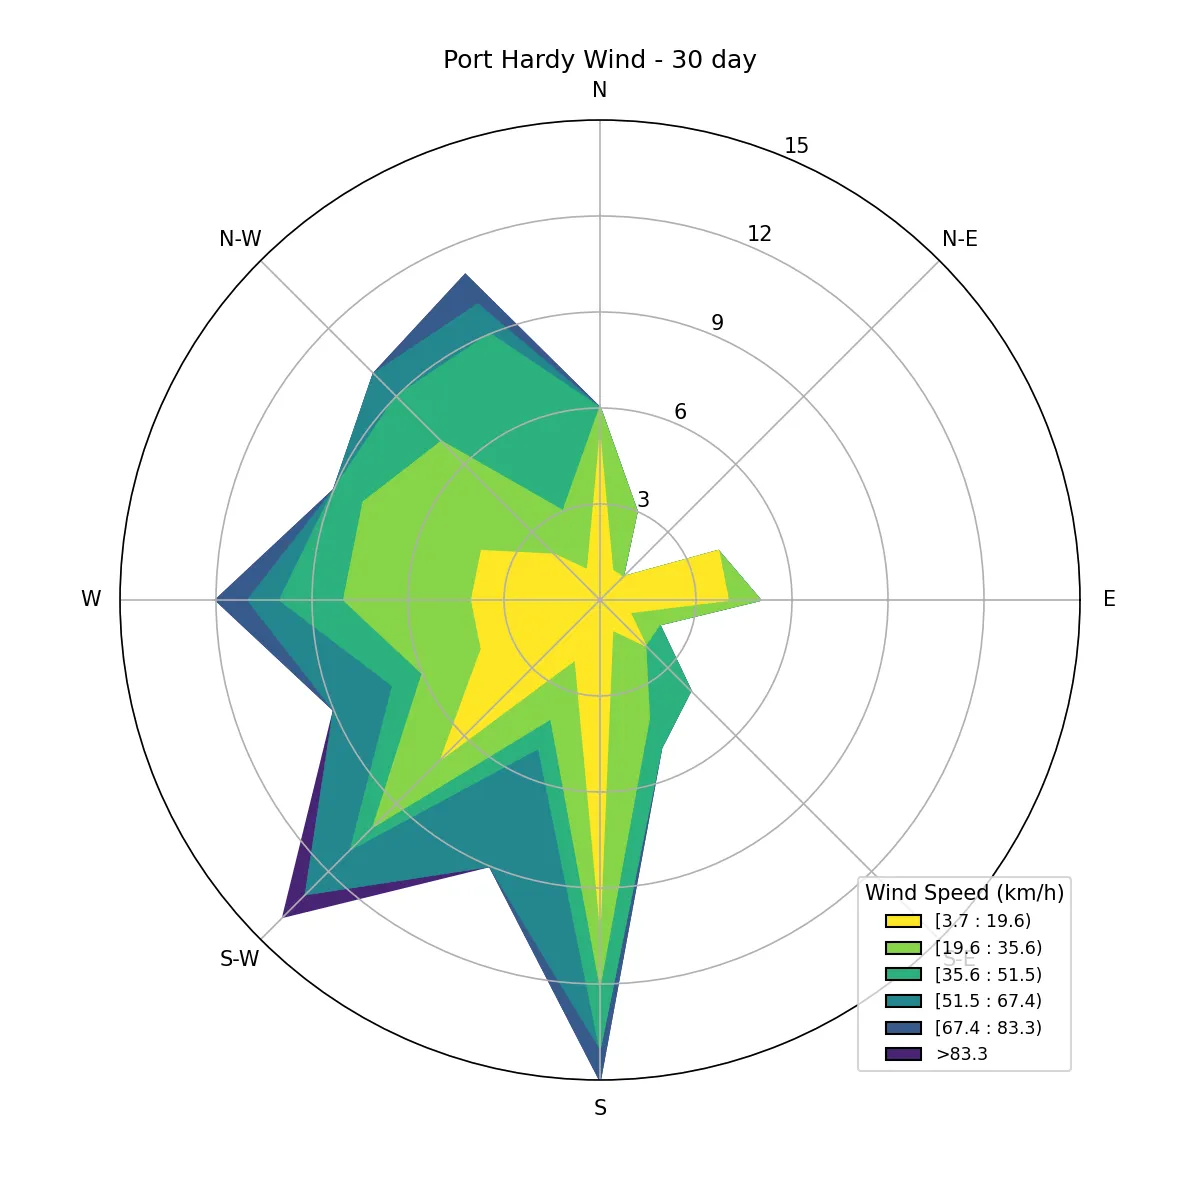 Port Hardy Wind - 30 day
N
15
N-W
12
N-E
9
6
3
W
E
Wind Speed (km/h)
[3.7 : 19.6)
[19.6 : 35.6)
S-W
S-E
[35.6 : 51.5)
[51.5 : 67.4)
[67.4 : 83.3)
>83.3
S